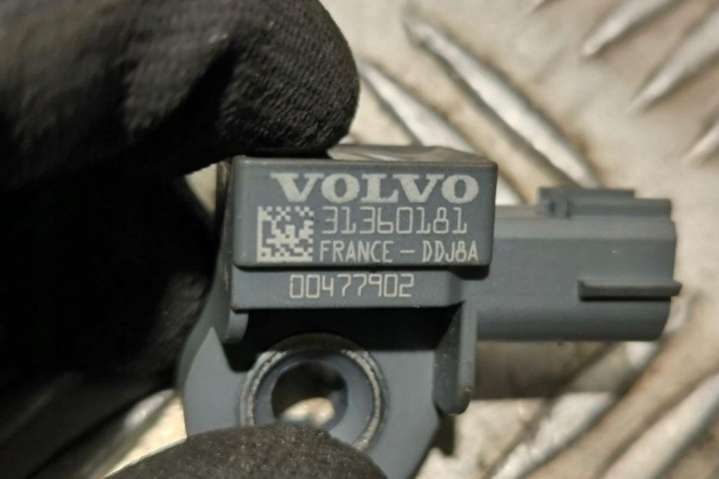 VOLVO
31360181
FRANCE - DDJ8A
00477902